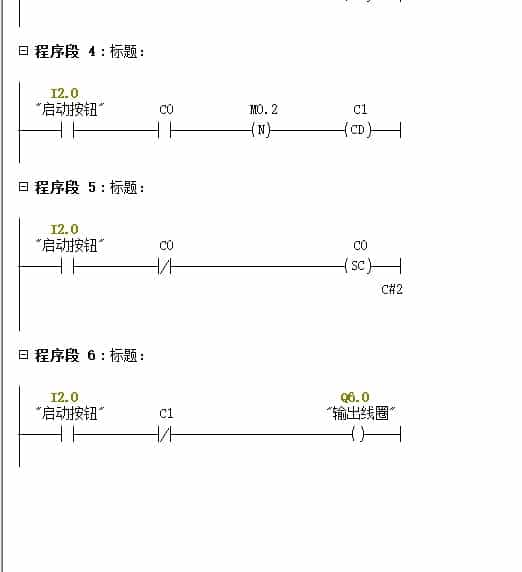 程序段 4：标题：
I2.0
"启动按钮" C0 M0.2 C1
(N) (CD)
程序段 5：标题：
I2.0
"启动按钮" C0 C0
(SC)
C#2
程序段 6：标题：
I2.0 Q6.0
"启动按钮" C1 "输出线圈"
( )